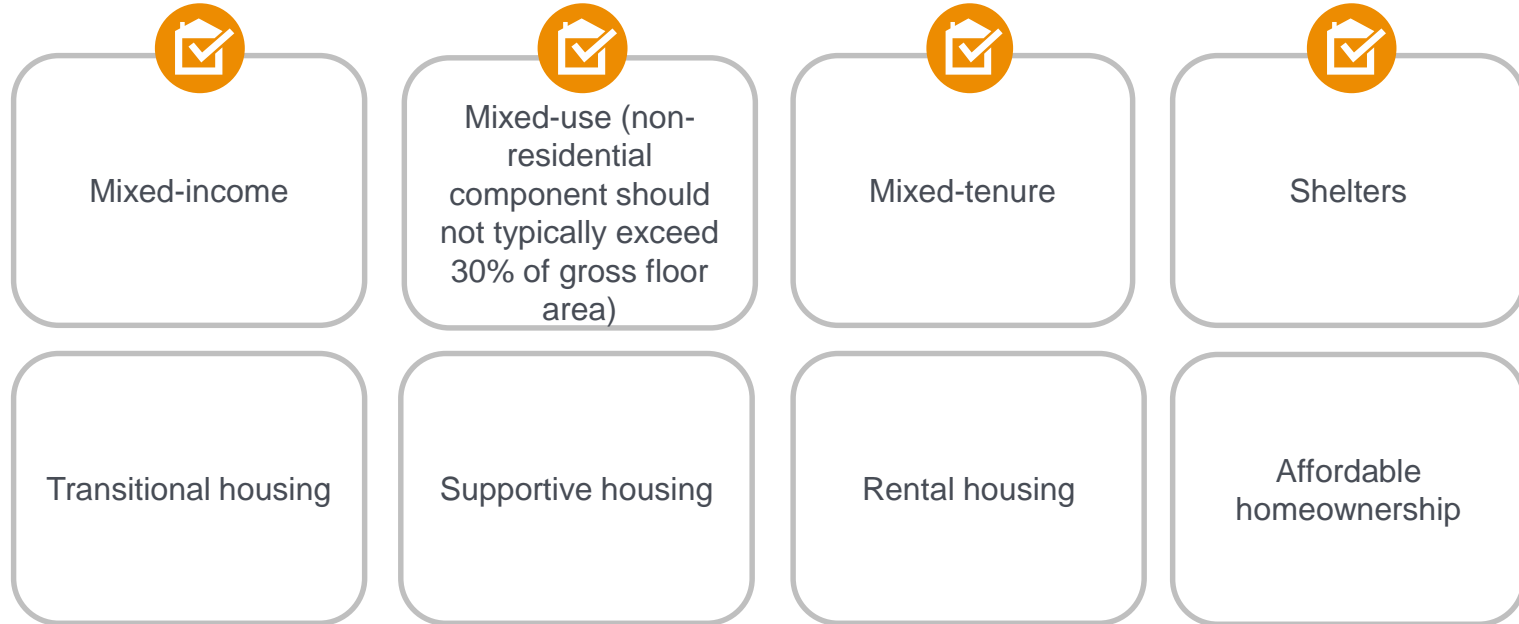 Mixed-income
Mixed-use (non-
residential
component should
not typically exceed
30% of gross floor
area)
Mixed-tenure
Shelters
Transitional housing
Supportive housing
Rental housing
Affordable
homeownership